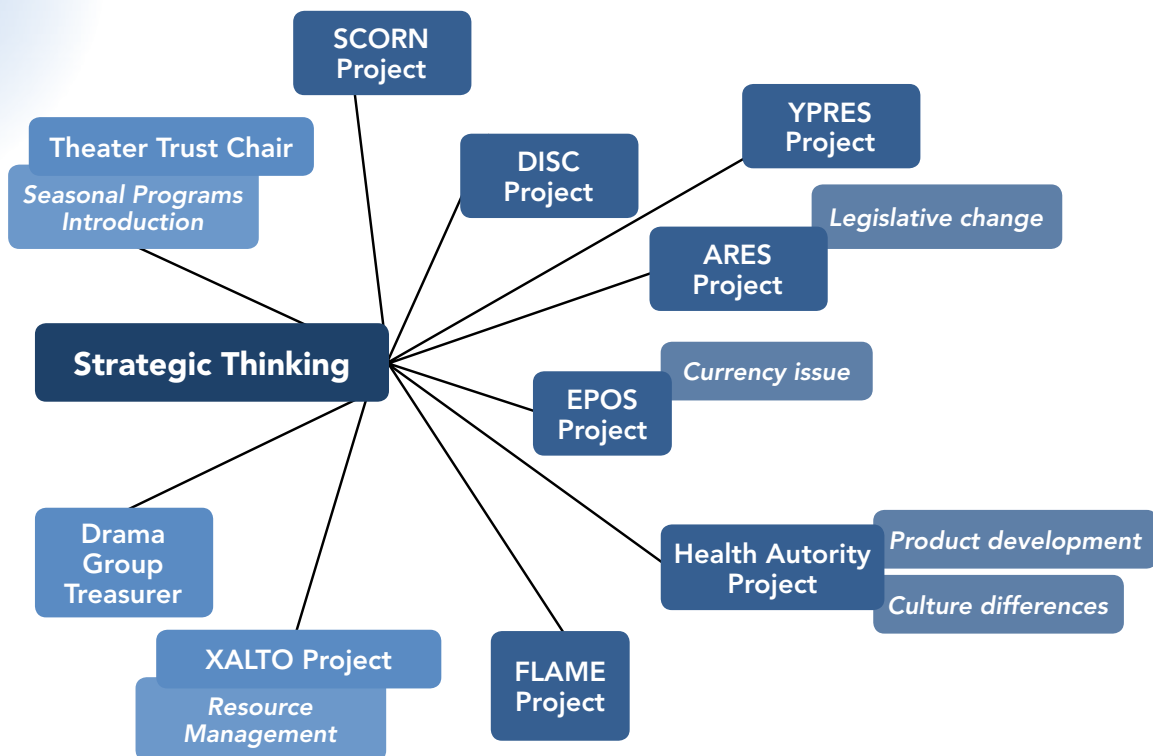 SCORN
Project
YPRES
Project
Theater Trust Chair
Seasonal Programs
Introduction
DISC
Project
Legislative change
ARES
Project
Strategic Thinking
Currency issue
EPOS
Project
Drama
Group
Treasurer
Health Autority
Project
Product development
Culture differences
XALTO Project
Resource
Management
FLAME
Project